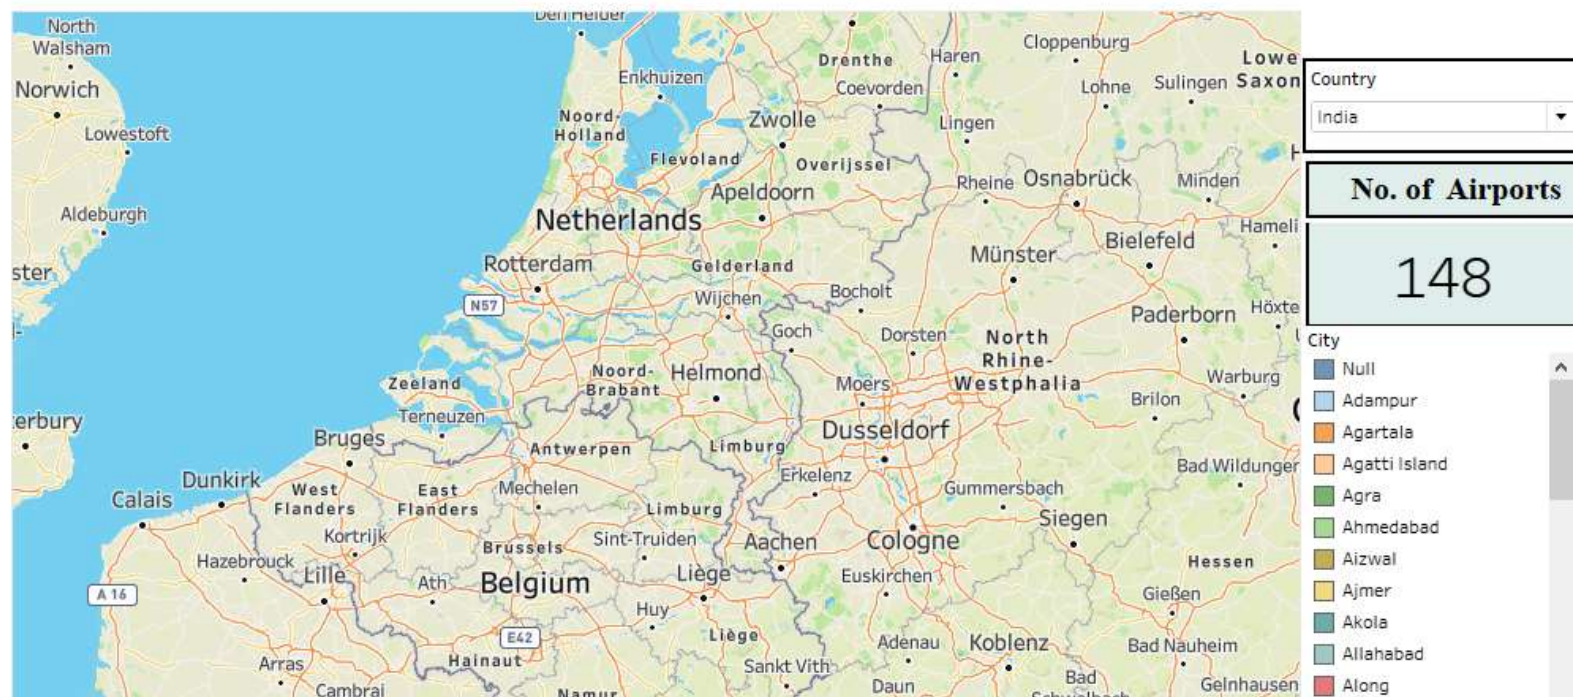 Den Helder
North
Walsham
Norwich
Lowestoft
Aldeburgh
ster
erbury
Enkhuizen
Noord-
Holland
Flevoland
Drenthe
Coevorden
Zwolle
Overijssel
Apeldoorn
Netherlands
Rotterdam
Gelderland
N57
Wijchen
Zeeland
Terneuzen
Noord-
Brabant
Helmond
Haren
Cloppenburg
Lowe
Saxon
Lohne
Sulingen
Lingen
Rheine
Osnabrück
Minden
Hameli
Bielefeld
Münster
Bocholt
Goch
Dorsten
Paderborn
Höxte
North
Rhine-
Westphalia
Moers
Warburg
Brilon
Dusseldorf
Limburg
Erkelenz
Bad Wildungen
Gummersbach
Siegen
Antwerpen
Bruges
Dunkirk
Calais
West
Flanders
East
Flanders
Mechelen
Limburg
Kortrijk
Brussels
Sint-Truiden
Aachen
Cologne
Hessen
Hazebrouck
Lille
Ath
Belgium
Liège
Euskirchen
Gießen
A 16
E42
Huy
Liège
Hainaut
Adenau
Koblenz
Bad Nauheim
Arras
Cambrai
Namur
Sankt Vith
Daun
Bad
Schwalbach
Gelnhausen
Country
India
No. of Airports
148
City
Null
Adampur
Agartala
Agatti Island
Agra
Ahmedabad
Aizwal
Ajmer
Akola
Allahabad
Along